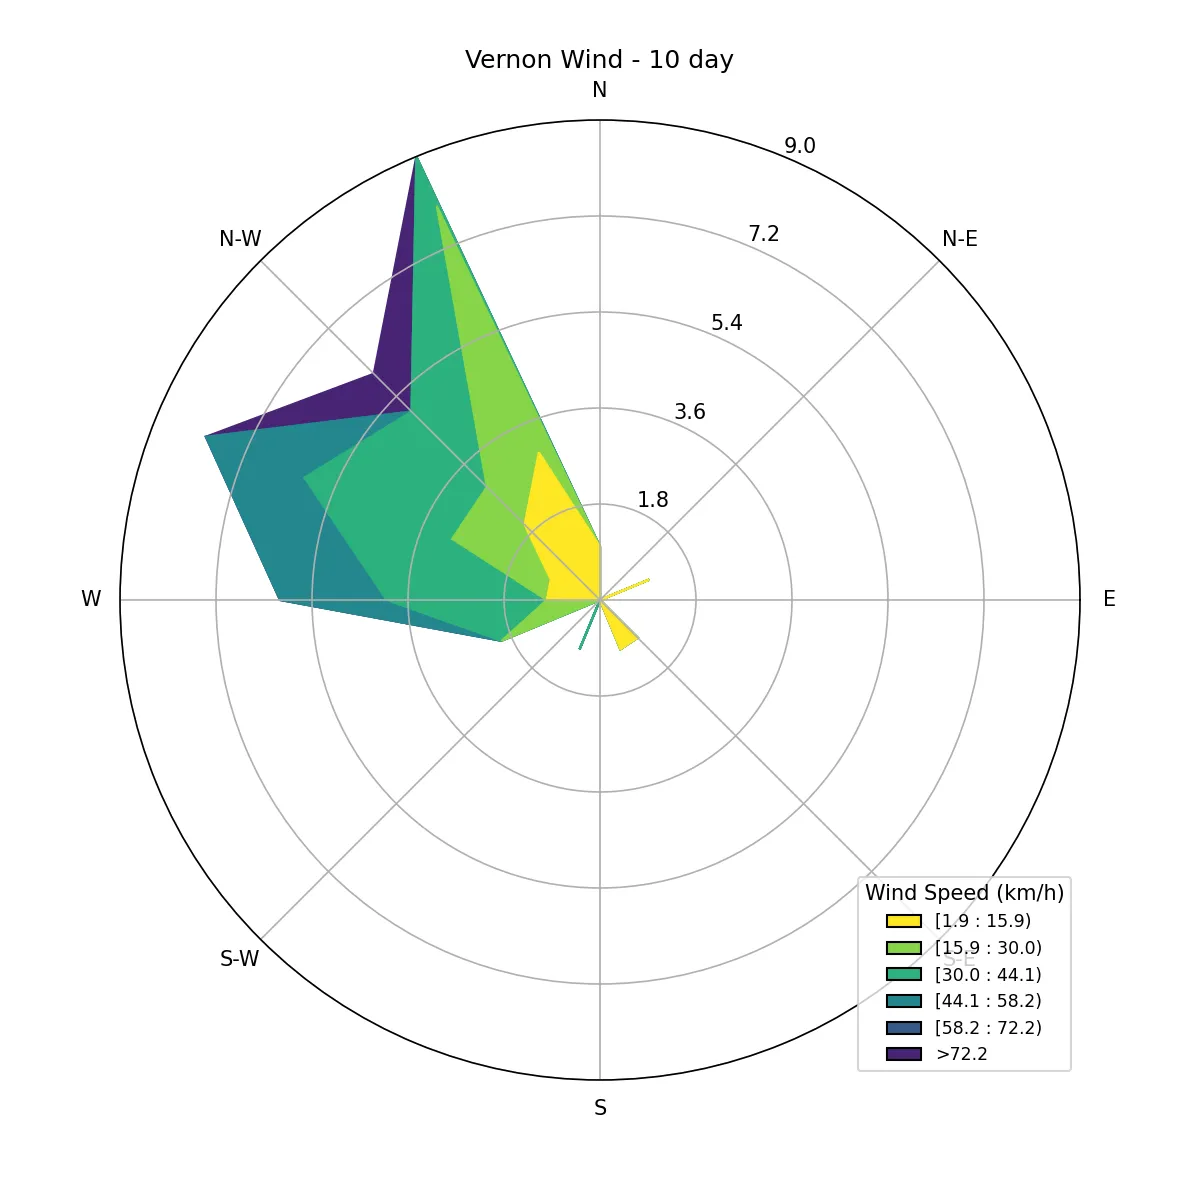 Vernon Wind - 10 day
N
9.0
N-W
N-E
7.2
5.4
3.6
1.8
W
E
Wind Speed (km/h)
[1.9 : 15.9)
[15.9 : 30.0)
S-W
S-E
[30.0 : 44.1)
[44.1 : 58.2)
[58.2 : 72.2)
>72.2
S